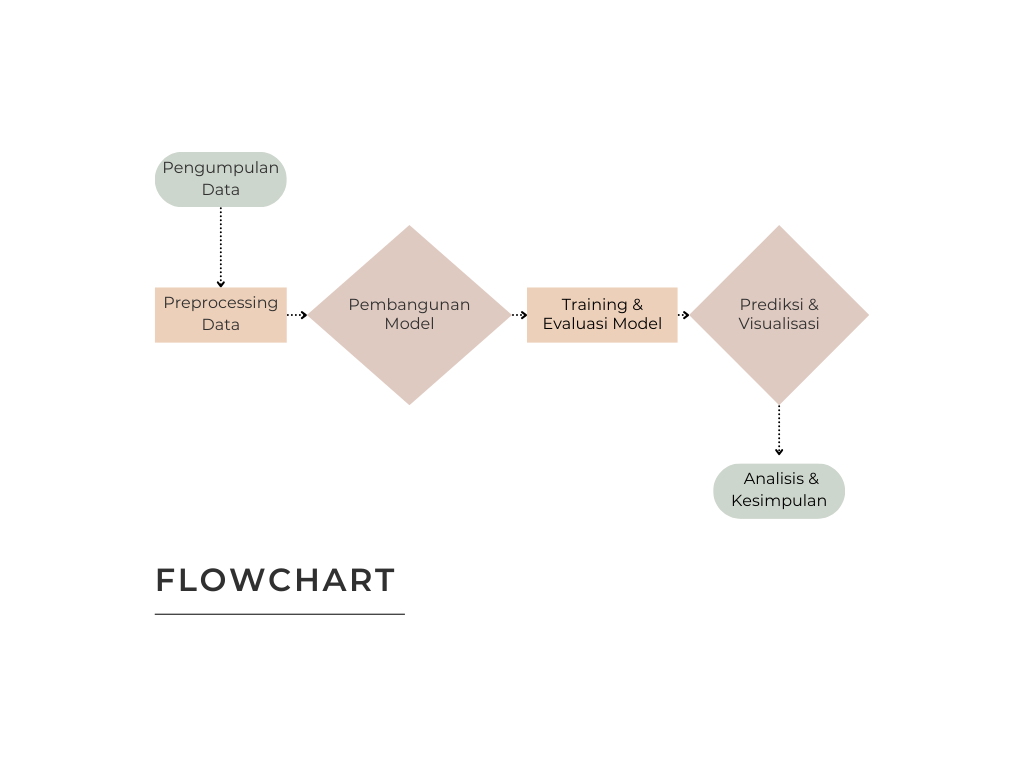 Pengumpulan
Data
Preprocessing
Data
Pembangunan
Model
Training &
Evaluasi Model
Prediksi &
Visualisasi
Analisis &
Kesimpulan
FLOWCHART